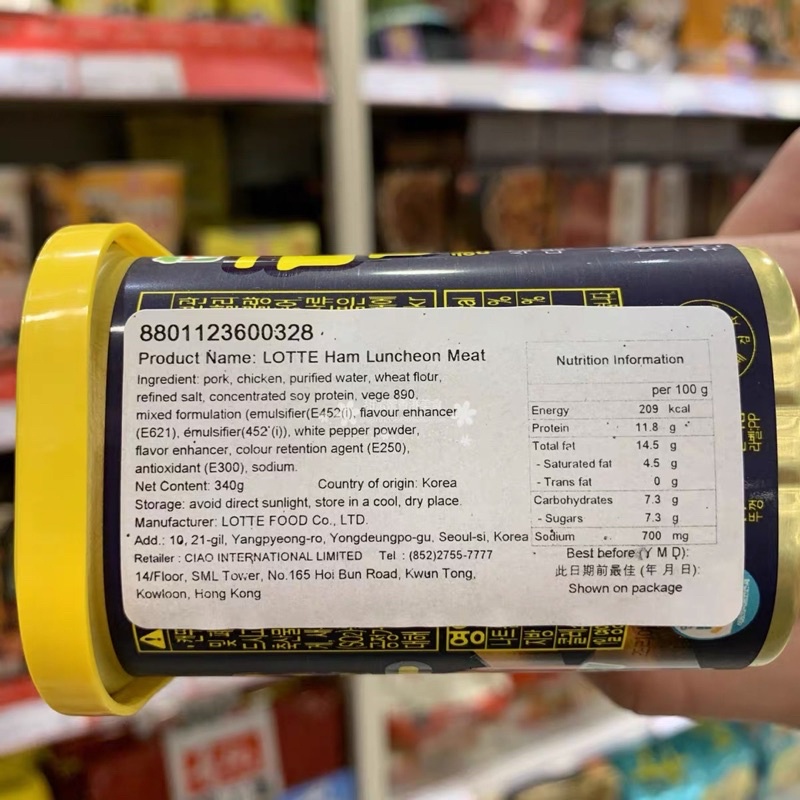 8801123600328
Product Name: LOTTE Ham Luncheon Meat
Ingredient: pork, chicken, purified water, wheat flour,
refined salt, concentrated soy protein, vege 890,
mixed formulation (emulsifier(E452(i), flavour enhancer
(E621), emulsifier(452 (i)), white pepper powder,
flavor enhancer, colour retention agent (E250),
antioxidant (E300), sodium.
Net Content: 340g Country of origin: Korea
Storage: avoid direct sunlight, store in a cool, dry place.
Manufacturer: LOTTE FOOD Co., LTD.
Add.: 10, 21-gil, Yangpyeong-ro, Yongdeungpo-gu, Seoul-si, Korea
Retailer : CIAO INTERNATIONAL LIMITED Tel : (852)2755-7777
14/Floor, SML Tower, No.165 Hoi Bun Road, Kwun Tong,
Kowloon, Hong Kong
Nutrition Information
per 100 g
Energy 209 kcal
Protein 11.8 g
Total fat 14.5 g
- Saturated fat 4.5 g
- Trans fat 0 g
Carbohydrates 7.3 g
- Sugars 7.3 g
Sodium 700 mg
Best before (Y M D):
此日期前最佳 (年 月 日):
Shown on package